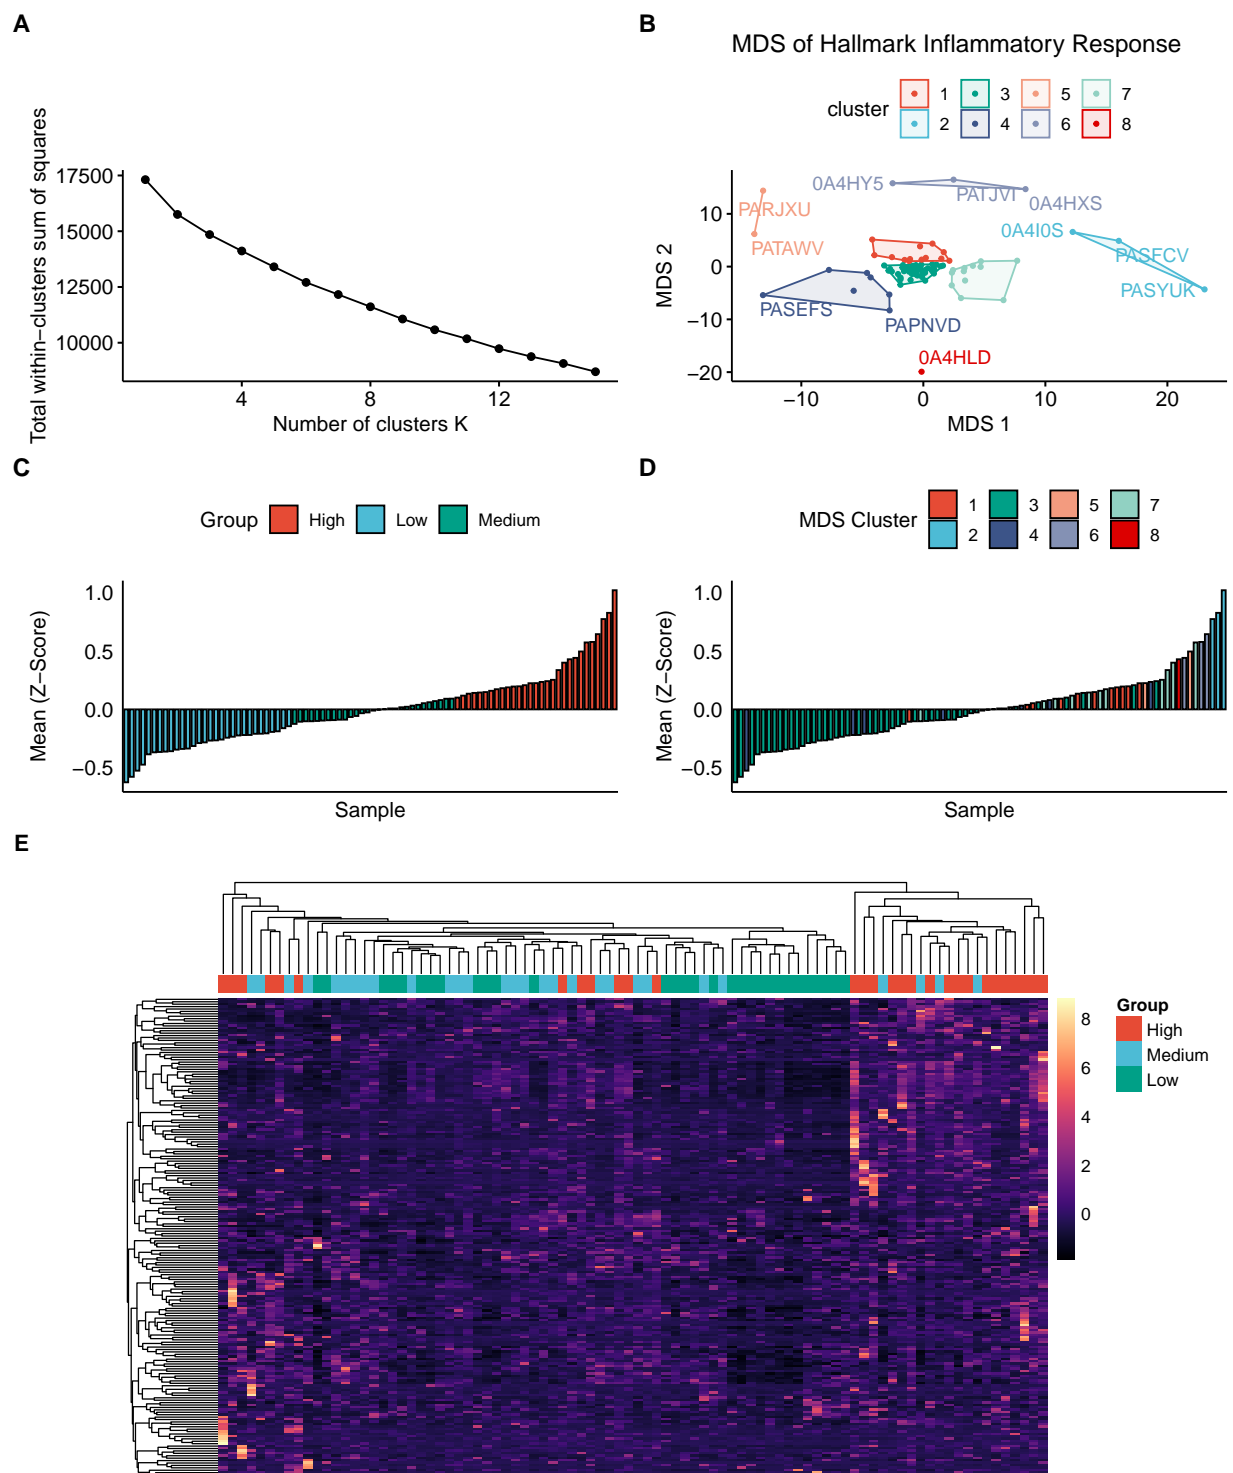 A
Total within−clusters sum of squares
17500
15000
12500
10000
4 8 12
Number of clusters K
B
MDS of Hallmark Inflammatory Response
cluster
1 3 5 7
2 4 6 8
MDS 2
10
0
−10
−20
0A4HY5
PATJVI
0A4HXS
PARJXU
PATAWV
0A4I0S
PASFCV
PASYUK
PASEFS
PAPNVD
0A4HLD
−10 0 10 20
MDS 1
C
Group High Low Medium
Mean (Z−Score)
1.0
0.5
0.0
−0.5
Sample
D
MDS Cluster
1 3 5 7
2 4 6 8
Mean (Z−Score)
1.0
0.5
0.0
−0.5
Sample
E
8
6
4
2
0
Group
High
Medium
Low